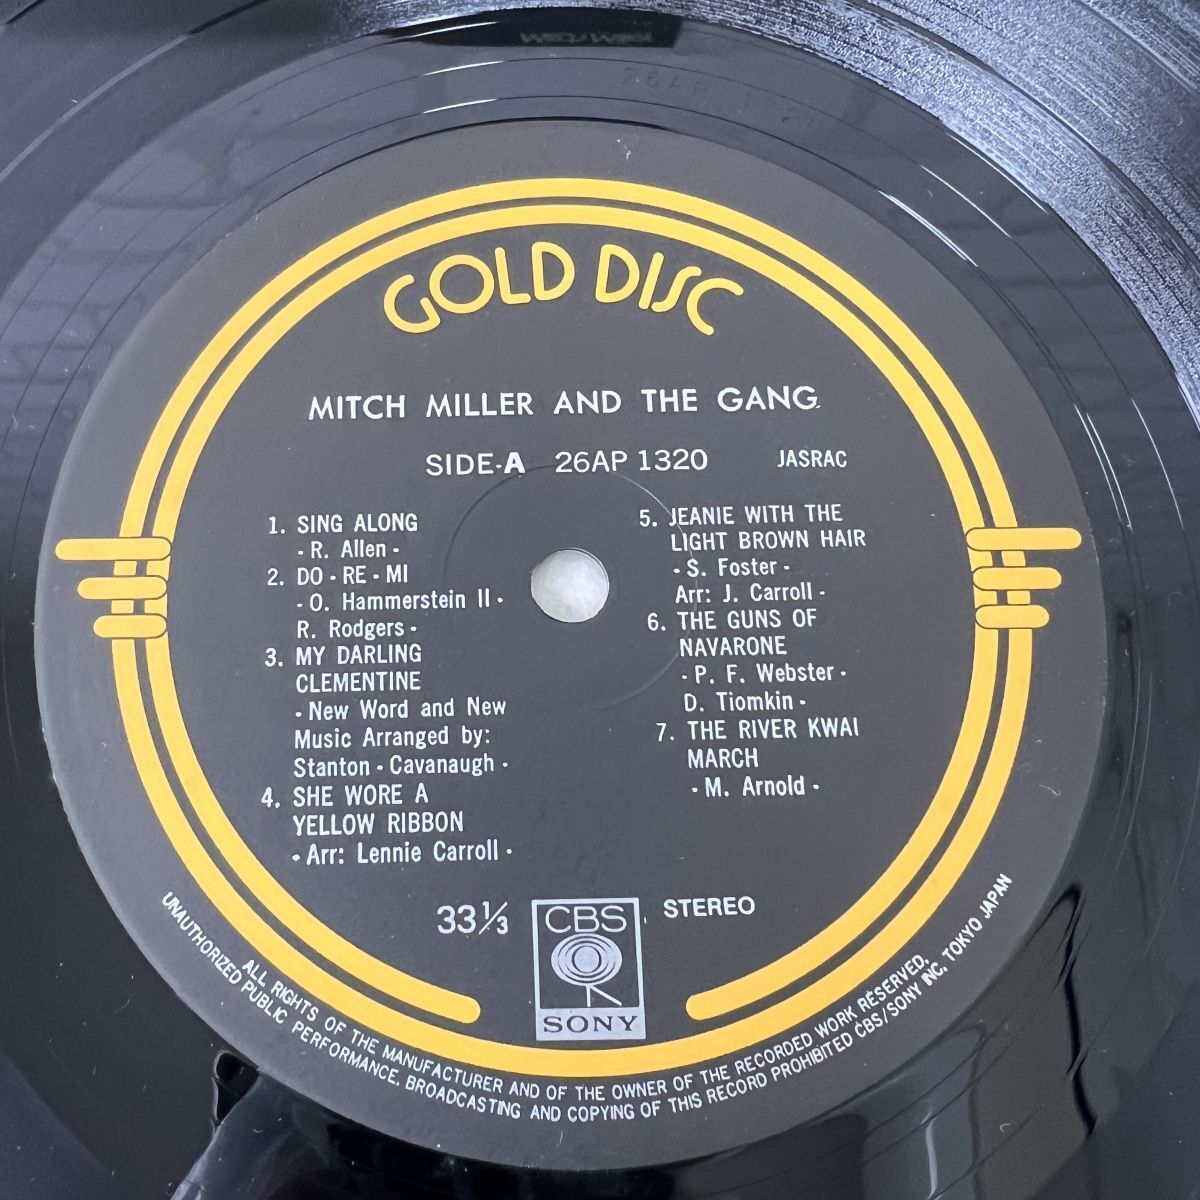 GOLD DISC
MITCH MILLER AND THE GANG
SIDE-A 26AP 1320 JASRAC
1. SING ALONG
- R. Allen -
2. DO - RE - MI
- O. Hammerstein II -
R. Rodgers -
3. MY DARLING
CLEMENTINE
- New Word and New
Music Arranged by:
Stanton - Cavanaugh -
4. SHE WORE A
YELLOW RIBBON
- Arr: Lennie Carroll -
5. JEANIE WITH THE
LIGHT BROWN HAIR
- S. Foster -
Arr: J. Carroll -
6. THE GUNS OF
NAVARONE
- P. F. Webster -
D. Tiomkin -
7. THE RIVER KWAI
MARCH
- M. Arnold -
33⅓ STEREO
CBS
SONY
ALL RIGHTS OF THE MANUFACTURER AND OF THE OWNER OF THE RECORDED WORK RESERVED.
UNAUTHORIZED PUBLIC PERFORMANCE, BROADCASTING AND COPYING OF THIS RECORD PROHIBITED CBS/SONY INC. TOKYO JAPAN